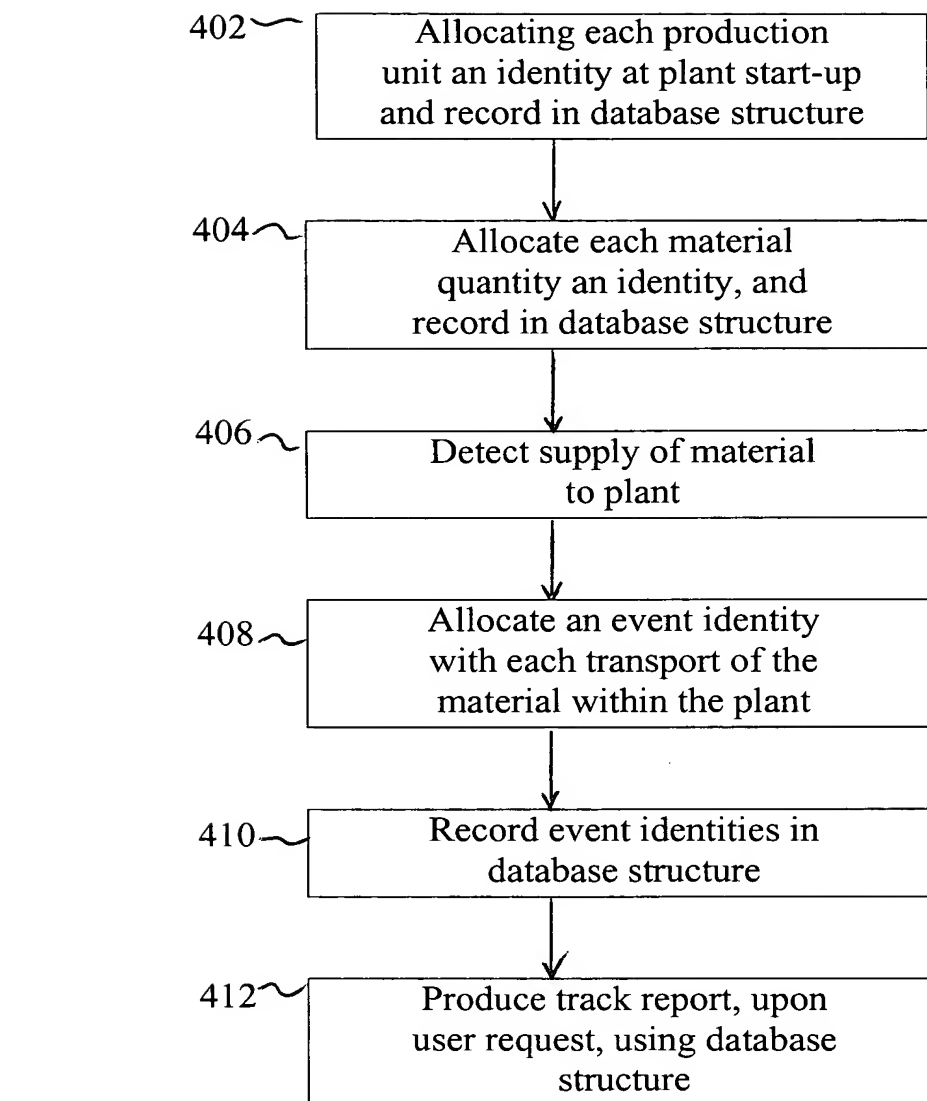 402
Allocating each production
unit an identity at plant start-up
and record in database structure
404
Allocate each material
quantity an identity, and
record in database structure
406
Detect supply of material
to plant
408
Allocate an event identity
with each transport of the
material within the plant
410
Record event identities in
database structure
412
Produce track report, upon
user request, using database
structure